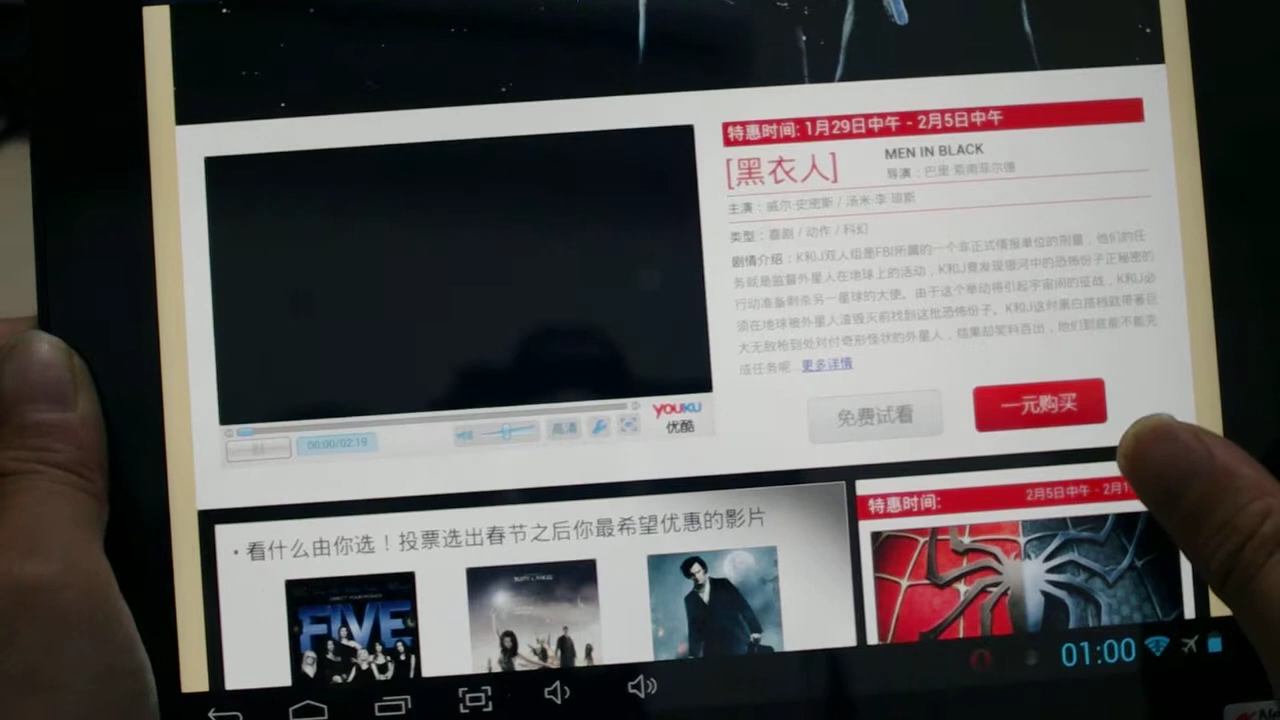 特惠时间: 1月29日中午 - 2月5日中午
[黑衣人]
MEN IN BLACK
导演：巴里·索南菲尔德
主演：威尔·史密斯 / 汤米·李·琼斯
类型：喜剧 / 动作 / 科幻
剧情介绍：K和J双人组是FBI所属的一个非正式情报单位的刑警，他们的任
务就是监督外星人在地球上的活动，K和J竟发现银河中的恐怖份子正秘密的
行动准备刺杀另一星球的大使。由于这个举动将引起宇宙间的征战，K和J必
须在地球被外星人渣毁灭前找到这批恐怖份子。K和J这对黑白搭档就带著巨
大无敌枪到处对付奇形怪状的外星人，结果却笑料百出，他们到底能不能完
成任务呢...更多详情
免费试看
一元购买
00:00/02:19
高清
YOUKU
优酷
• 看什么由你选！投票选出春节之后你最希望优惠的影片
特惠时间:
2月5日中午 - 2月1
FIVE
01:00